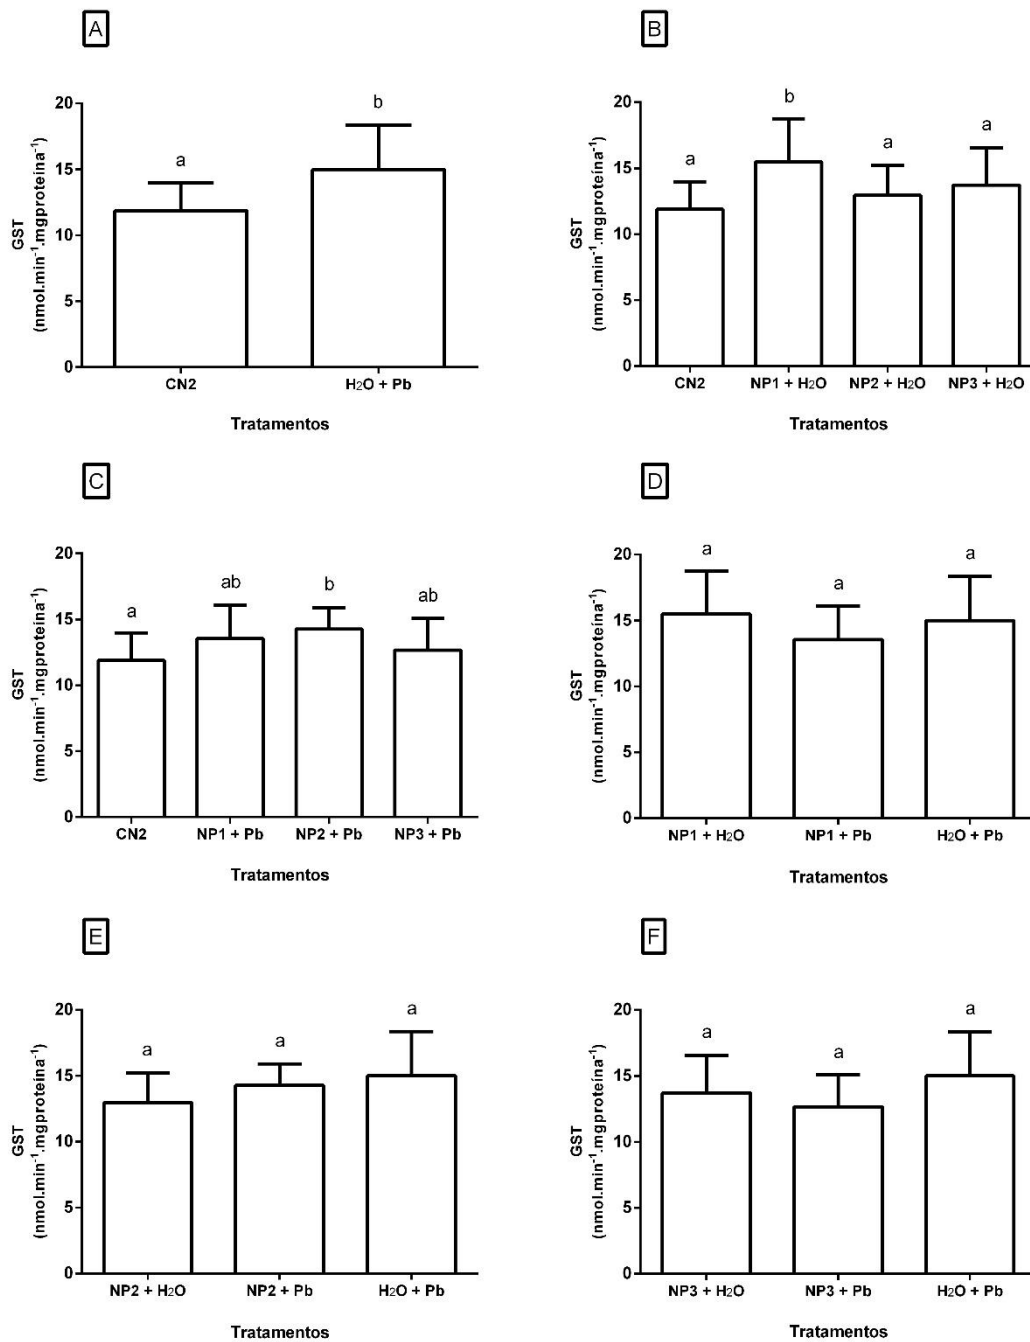 A
20
15
10
5
0
GST
(nmol.min⁻¹.mgproteina⁻¹)
a
b
CN2
H₂O + Pb
Tratamentos
B
20
15
10
5
0
GST
(nmol.min⁻¹.mgproteina⁻¹)
a
b
a
a
CN2
NP1 + H₂O
NP2 + H₂O
NP3 + H₂O
Tratamentos
C
20
15
10
5
0
GST
(nmol.min⁻¹.mgproteina⁻¹)
a
ab
b
ab
CN2
NP1 + Pb
NP2 + Pb
NP3 + Pb
Tratamentos
D
20
15
10
5
0
GST
(nmol.min⁻¹.mgproteina⁻¹)
a
a
a
NP1 + H₂O
NP1 + Pb
H₂O + Pb
Tratamentos
E
20
15
10
5
0
GST
(nmol.min⁻¹.mgproteina⁻¹)
a
a
a
NP2 + H₂O
NP2 + Pb
H₂O + Pb
Tratamentos
F
20
15
10
5
0
GST
(nmol.min⁻¹.mgproteina⁻¹)
a
a
a
NP3 + H₂O
NP3 + Pb
H₂O + Pb
Tratamentos